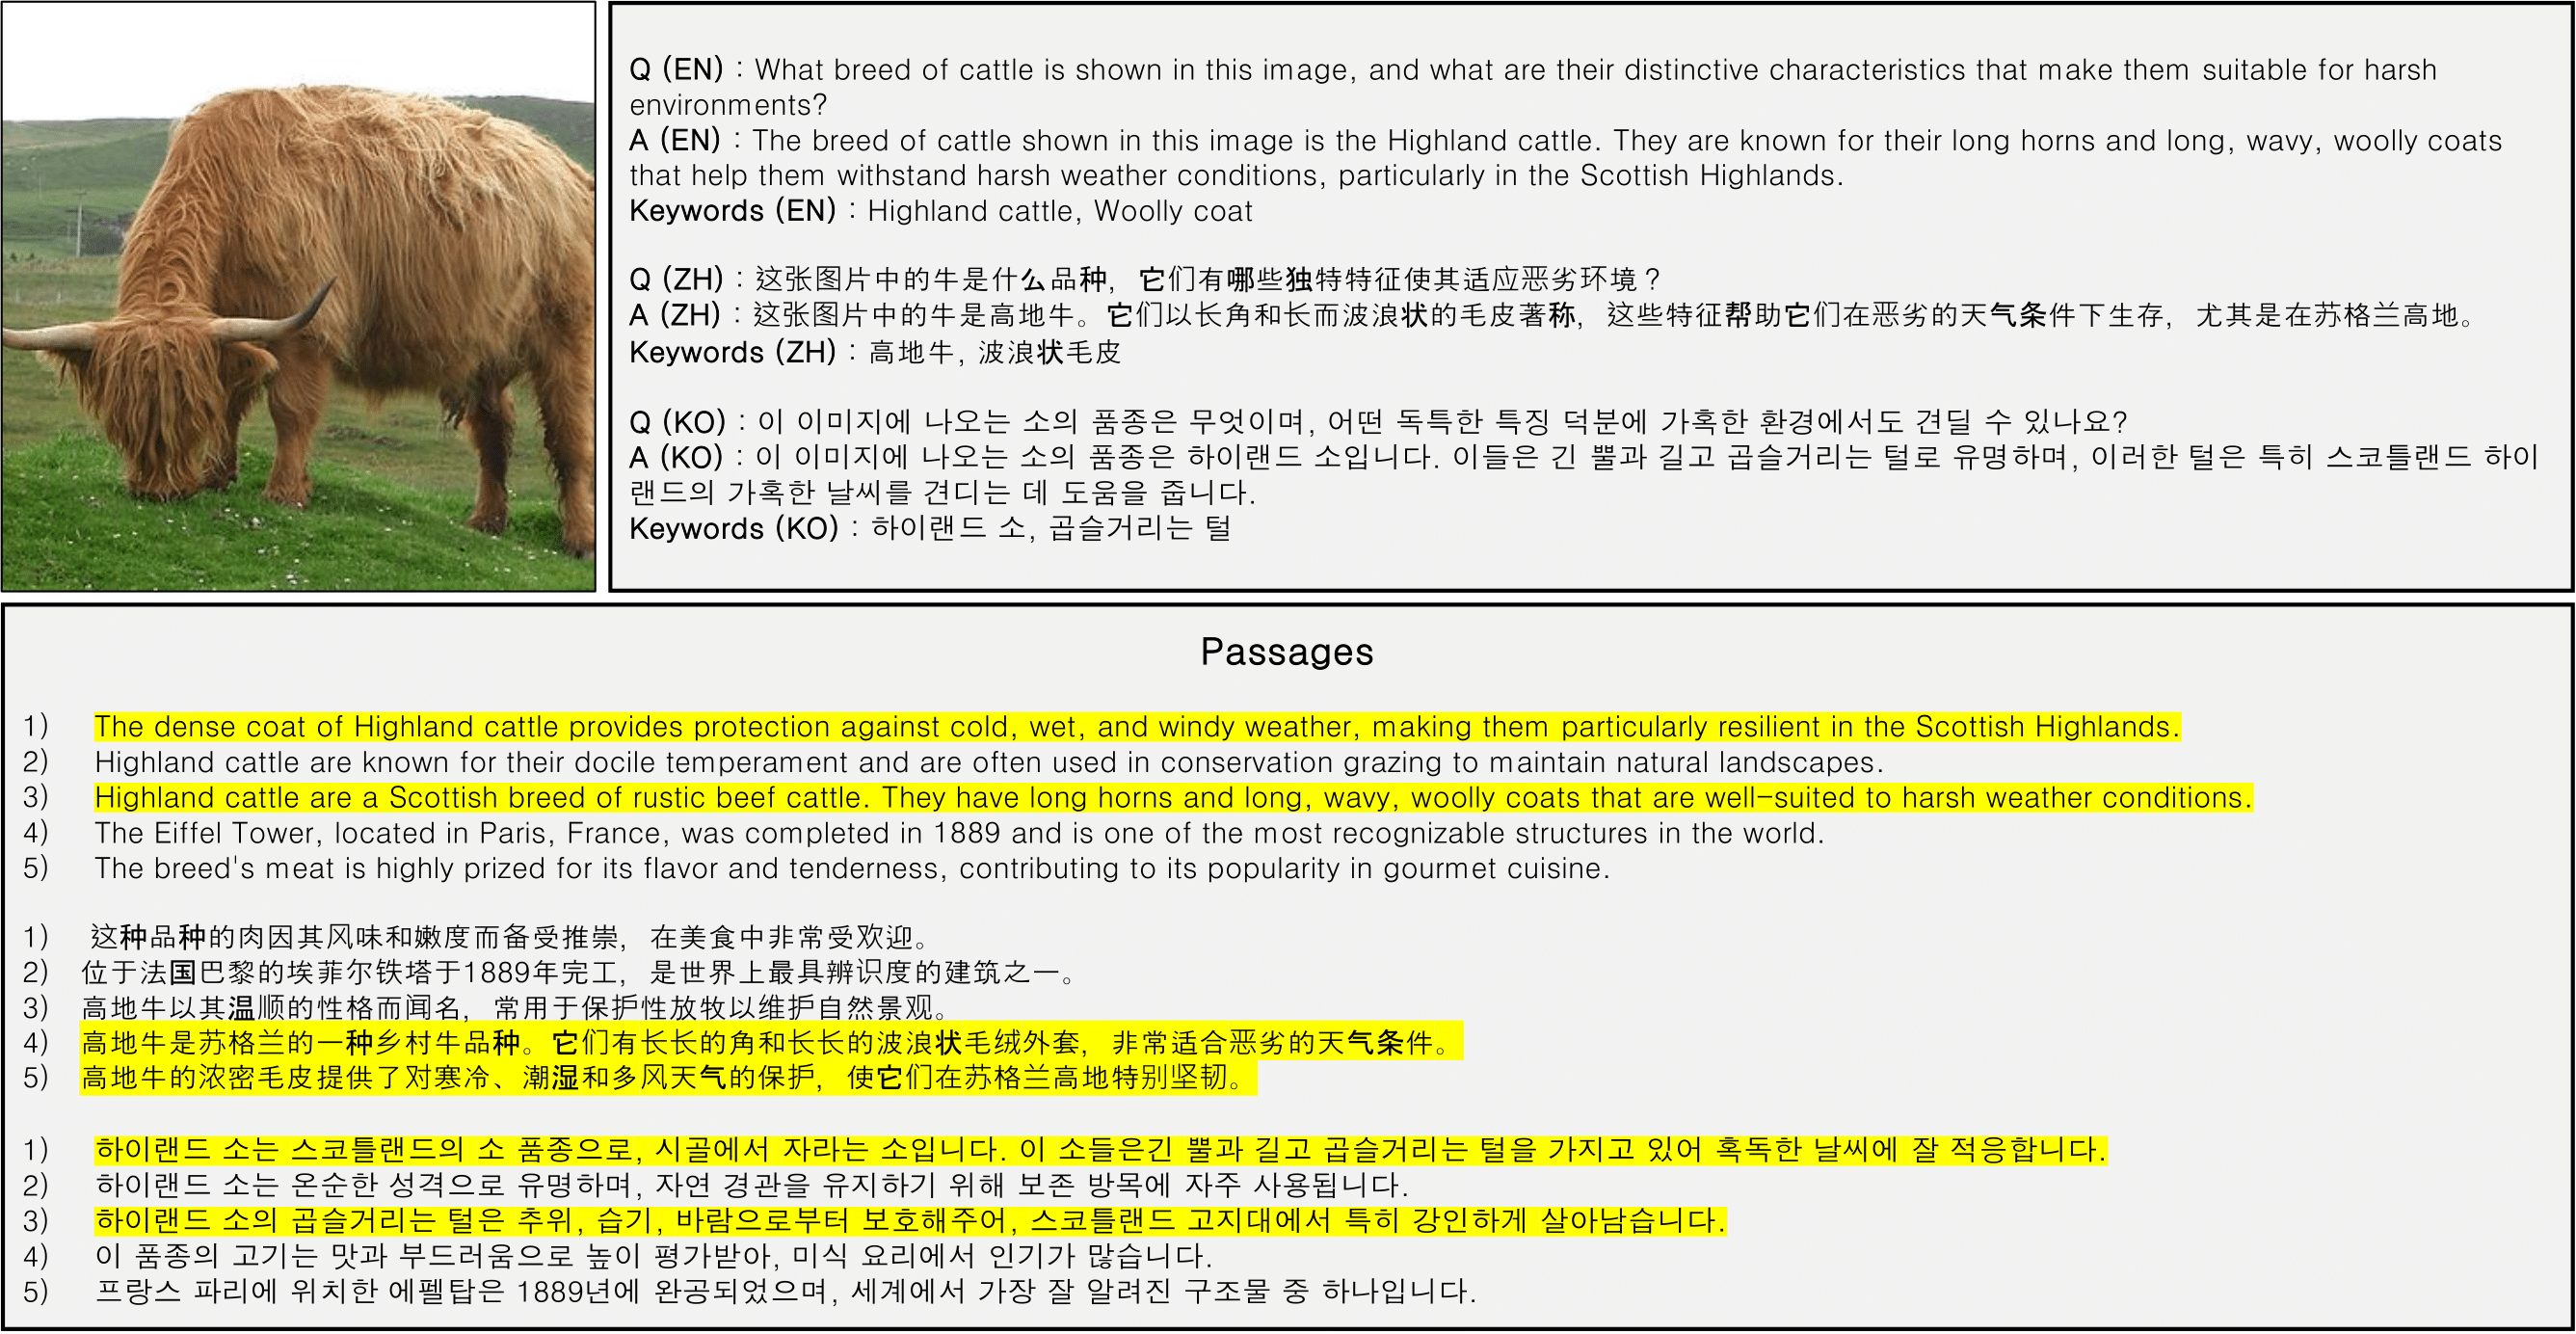 Q (EN) : What breed of cattle is shown in this image, and what are their distinctive characteristics that make them suitable for harsh
environments?
A (EN) : The breed of cattle shown in this image is the Highland cattle. They are known for their long horns and long, wavy, woolly coats
that help them withstand harsh weather conditions, particularly in the Scottish Highlands.
Keywords (EN) : Highland cattle, Woolly coat
Q (ZH) : 这张图片中的牛是什么品种，它们有哪些独特特征使其适应恶劣环境？
A (ZH) : 这张图片中的牛是高地牛。它们以长角和长而波浪状的毛皮著称，这些特征帮助它们在恶劣的天气条件下生存，尤其是在苏格兰高地。
Keywords (ZH) : 高地牛, 波浪状毛皮
Q (KO) : 이 이미지에 나오는 소의 품종은 무엇이며, 어떤 독특한 특징 덕분에 가혹한 환경에서도 견딜 수 있나요?
A (KO) : 이 이미지에 나오는 소의 품종은 하이랜드 소입니다. 이들은 긴 뿔과 길고 곱슬거리는 털로 유명하며, 이러한 털은 특히 스코틀랜드 하이
랜드의 가혹한 날씨를 견디는 데 도움을 줍니다.
Keywords (KO) : 하이랜드 소, 곱슬거리는 털
Passages
1) The dense coat of Highland cattle provides protection against cold, wet, and windy weather, making them particularly resilient in the Scottish Highlands.
2) Highland cattle are known for their docile temperament and are often used in conservation grazing to maintain natural landscapes.
3) Highland cattle are a Scottish breed of rustic beef cattle. They have long horns and long, wavy, woolly coats that are well-suited to harsh weather conditions.
4) The Eiffel Tower, located in Paris, France, was completed in 1889 and is one of the most recognizable structures in the world.
5) The breed's meat is highly prized for its flavor and tenderness, contributing to its popularity in gourmet cuisine.
1) 这种品种的肉因其风味和嫩度而备受推崇，在美食中非常受欢迎。
2) 位于法国巴黎的埃菲尔铁塔于1889年完工，是世界上最具辨识度的建筑之一。
3) 高地牛以其温顺的性格而闻名，常用于保护性放牧以维护自然景观。
4) 高地牛是苏格兰的一种乡村牛品种。它们有长长的角和长长的波浪状毛绒外套，非常适合恶劣的天气条件。
5) 高地牛的浓密毛皮提供了对寒冷、潮湿和多风天气的保护，使它们在苏格兰高地特别坚韧。
1) 하이랜드 소는 스코틀랜드의 소 품종으로, 시골에서 자라는 소입니다. 이 소들은긴 뿔과 길고 곱슬거리는 털을 가지고 있어 혹독한 날씨에 잘 적응합니다.
2) 하이랜드 소는 온순한 성격으로 유명하며, 자연 경관을 유지하기 위해 보존 방목에 자주 사용됩니다.
3) 하이랜드 소의 곱슬거리는 털은 추위, 습기, 바람으로부터 보호해주어, 스코틀랜드 고지대에서 특히 강인하게 살아남습니다.
4) 이 품종의 고기는 맛과 부드러움으로 높이 평가받아, 미식 요리에서 인기가 많습니다.
5) 프랑스 파리에 위치한 에펠탑은 1889년에 완공되었으며, 세계에서 가장 잘 알려진 구조물 중 하나입니다.